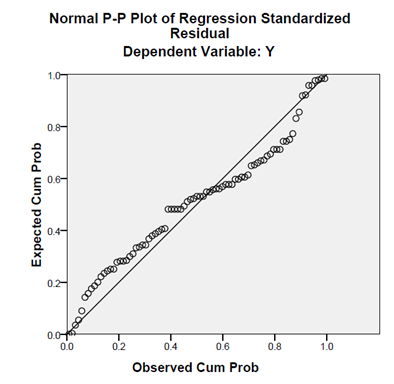 Normal P-P Plot of Regression Standardized
Residual
Dependent Variable: Y
1.0
0.8
0.6
0.4
0.2
0.0
Expected Cum Prob
0.0 0.2 0.4 0.6 0.8 1.0
Observed Cum Prob